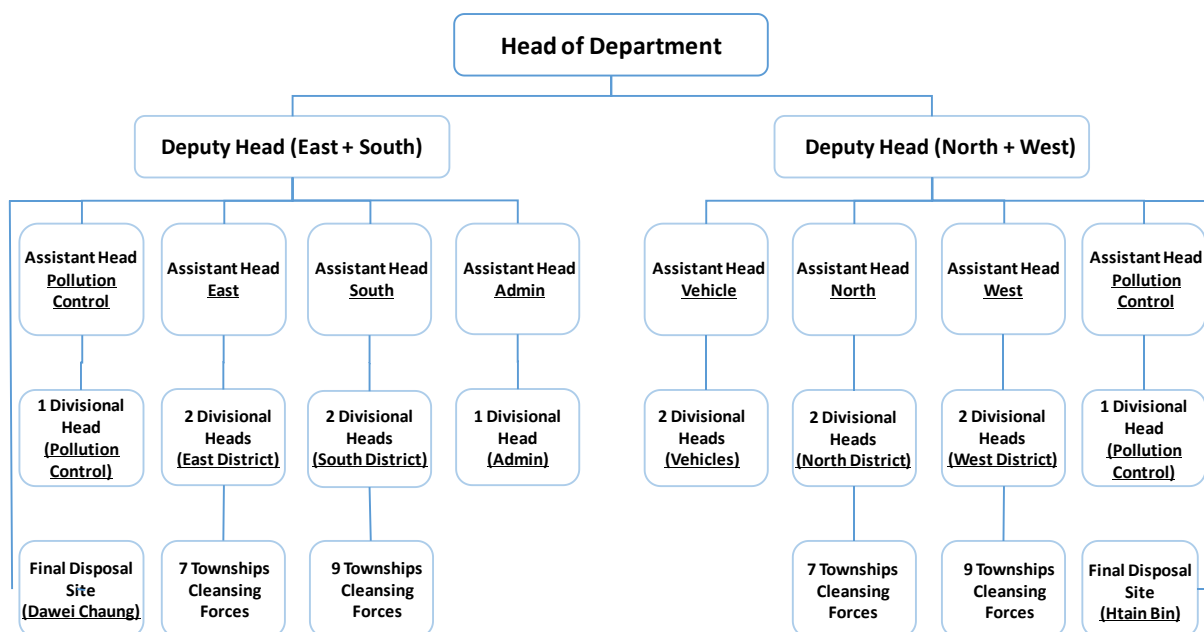 Head of Department
Deputy Head (East + South)
Deputy Head (North + West)
Assistant Head
Pollution
Control
Assistant Head
East
Assistant Head
South
Assistant Head
Admin
Assistant Head
Vehicle
Assistant Head
North
Assistant Head
West
Assistant Head
Pollution
Control
1 Divisional
Head
(Pollution
Control)
2 Divisional
Heads
(East District)
2 Divisional
Heads
(South District)
1 Divisional
Head
(Admin)
2 Divisional
Heads
(Vehicles)
2 Divisional
Heads
(North District)
2 Divisional
Heads
(West District)
1 Divisional
Head
(Pollution
Control)
Final Disposal
Site
(Dawei Chaung)
7 Townships
Cleansing
Forces
9 Townships
Cleansing
Forces
7 Townships
Cleansing
Forces
9 Townships
Cleansing
Forces
Final Disposal
Site
(Htain Bin)